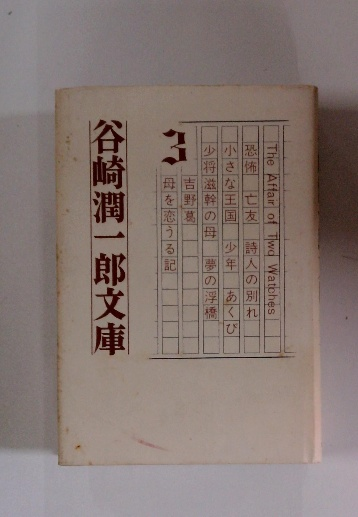 The Affair of Two Watches
恐怖 亡友 詩人の別れ
小さな王国 少年 あくび
少将滋幹の母 夢の浮橋
吉野葛
母を恋うる記
3
谷崎潤一郎文庫